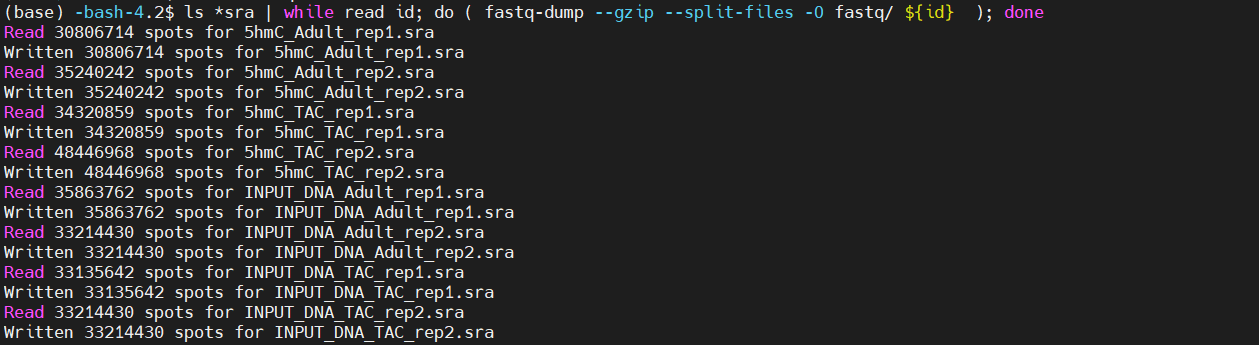 (base) -bash-4.2$ ls *sra | while read id; do ( fastq-dump --gzip --split-files -O fastq/ ${id}  ); done
Read 30806714 spots for 5hmC_Adult_rep1.sra
Written 30806714 spots for 5hmC_Adult_rep1.sra
Read 35240242 spots for 5hmC_Adult_rep2.sra
Written 35240242 spots for 5hmC_Adult_rep2.sra
Read 34320859 spots for 5hmC_TAC_rep1.sra
Written 34320859 spots for 5hmC_TAC_rep1.sra
Read 48446968 spots for 5hmC_TAC_rep2.sra
Written 48446968 spots for 5hmC_TAC_rep2.sra
Read 35863762 spots for INPUT_DNA_Adult_rep1.sra
Written 35863762 spots for INPUT_DNA_Adult_rep1.sra
Read 33214430 spots for INPUT_DNA_Adult_rep2.sra
Written 33214430 spots for INPUT_DNA_Adult_rep2.sra
Read 33135642 spots for INPUT_DNA_TAC_rep1.sra
Written 33135642 spots for INPUT_DNA_TAC_rep1.sra
Read 33214430 spots for INPUT_DNA_TAC_rep2.sra
Written 33214430 spots for INPUT_DNA_TAC_rep2.sra